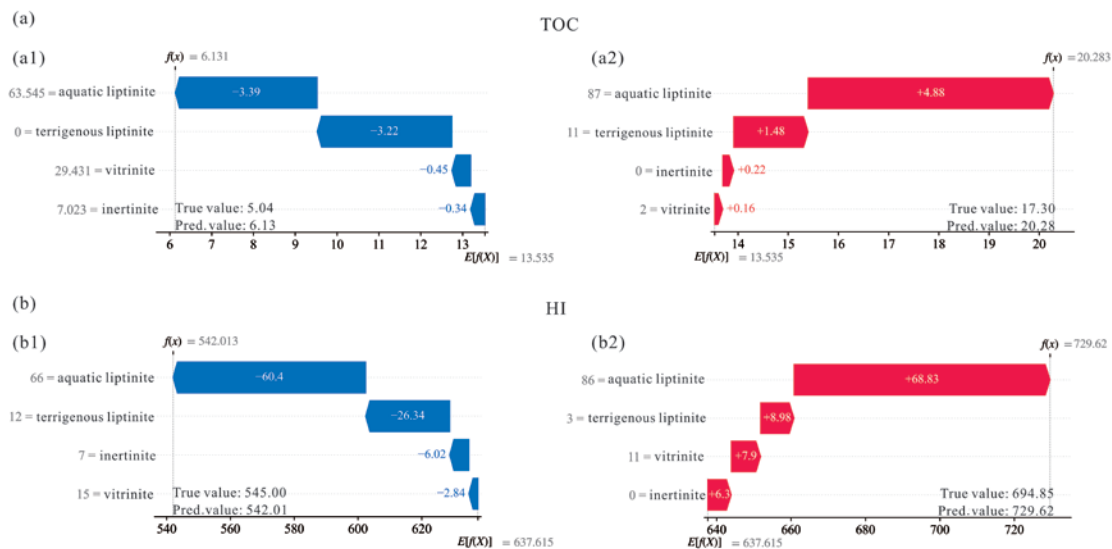 (a)
TOC
(a1)
f(x) = 6.131
63.545 = aquatic liptinite
−3.39
0 = terrigenous liptinite
−3.22
29.431 = vitrinite
−0.45
7.023 = inertinite
−0.34
True value: 5.04
Pred. value: 6.13
6 7 8 9 10 11 12 13
E[f(X)] = 13.535
(a2)
f(x) = 20.283
87 = aquatic liptinite
+4.88
11 = terrigenous liptinite
+1.48
0 = inertinite
+0.22
2 = vitrinite
+0.16
True value: 17.30
Pred. value: 20.28
14 15 16 17 18 19 20
E[f(X)] = 13.535
(b)
HI
(b1)
f(x) = 542.013
66 = aquatic liptinite
−60.4
12 = terrigenous liptinite
−26.34
7 = inertinite
−6.02
15 = vitrinite
−2.84
True value: 545.00
Pred. value: 542.01
540 560 580 600 620
E[f(X)] = 637.615
(b2)
f(x) = 729.62
86 = aquatic liptinite
+68.83
3 = terrigenous liptinite
+8.98
11 = vitrinite
+7.9
0 = inertinite
+6.3
True value: 694.85
Pred. value: 729.62
640 660 680 700 720
E[f(X)] = 637.615